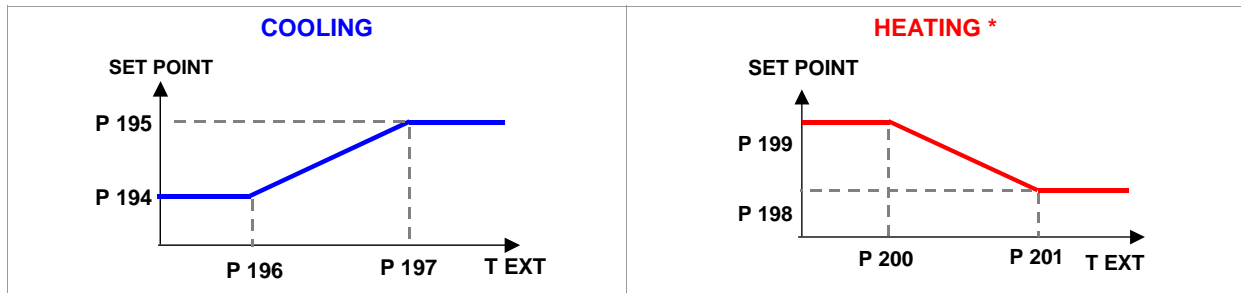 COOLING
SET POINT
P 195
P 194
P 196
P 197
T EXT
HEATING *
SET POINT
P 199
P 198
P 200
P 201
T EXT